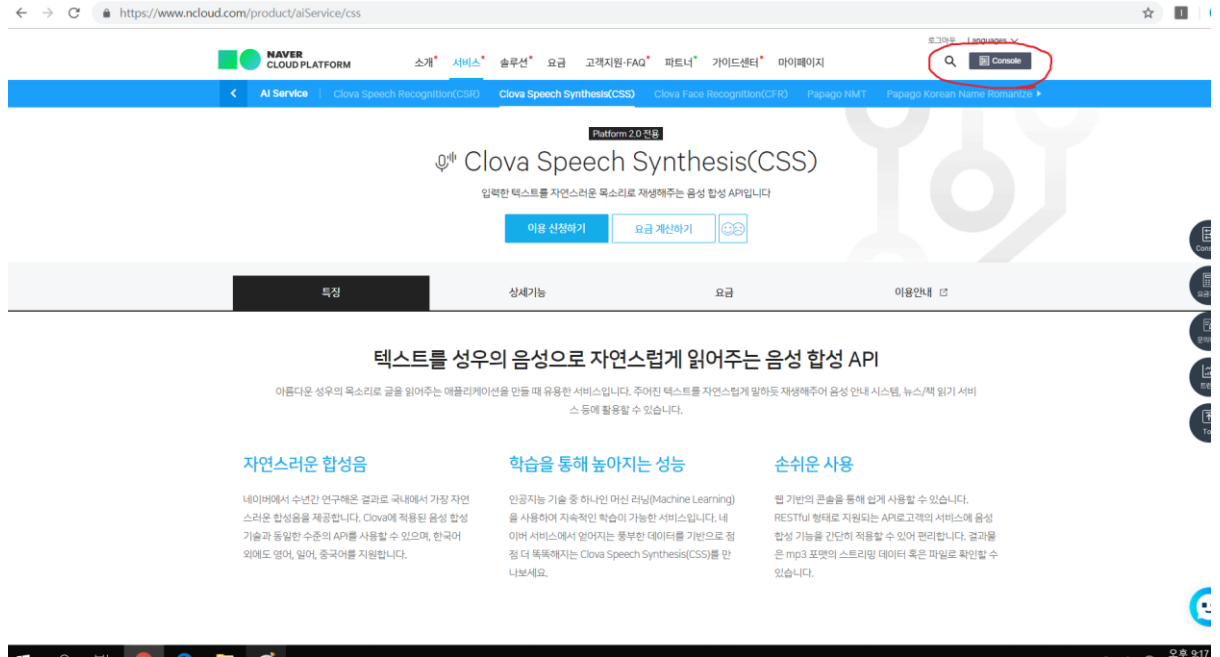 https://www.ncloud.com/product/aiService/css
로그아웃 Languages
NAVER
CLOUD PLATFORM
소개 서비스 솔루션 요금 고객지원·FAQ 파트너 가이드센터 마이페이지
Console
AI Service Clova Speech Recognition(CSR) Clova Speech Synthesis(CSS) Clova Face Recognition(CFR) Papago NMT Papago Korean Name Romanize
Platform 2.0 전용
Clova Speech Synthesis(CSS)
입력한 텍스트를 자연스러운 목소리로 재생해주는 음성 합성 API입니다
이용 신청하기 요금 계산하기
특징 상세기능 요금 이용안내
텍스트를 성우의 음성으로 자연스럽게 읽어주는 음성 합성 API
아름다운 성우의 목소리로 글을 읽어주는 애플리케이션을 만들 때 유용한 서비스입니다. 주어진 텍스트를 자연스럽게 말하듯 재생해주어 음성 안내 시스템, 뉴스/책 읽기 서비
스 등에 활용할 수 있습니다.
자연스러운 합성음
네이버에서 수년간 연구해온 결과로 국내에서 가장 자연
스러운 합성음을 제공합니다. Clova에 적용된 음성 합성
기술과 동일한 수준의 API를 사용할 수 있으며, 한국어
외에도 영어, 일어, 중국어를 지원합니다.
학습을 통해 높아지는 성능
인공지능 기술 중 하나인 머신 러닝(Machine Learning)
을 사용하여 지속적인 학습이 가능한 서비스입니다. 네
이버 서비스에서 얻어지는 풍부한 데이터를 기반으로 점
점 더 똑똑해지는 Clova Speech Synthesis(CSS)를 만
나보세요.
손쉬운 사용
웹 기반의 콘솔을 통해 쉽게 사용할 수 있습니다.
RESTful 형태로 지원되는 API로고객의 서비스에 음성
합성 기능을 간단히 적용할 수 있어 편리합니다. 결과물
은 mp3 포맷의 스트리밍 데이터 혹은 파일로 확인할 수
있습니다.
오후 9:17